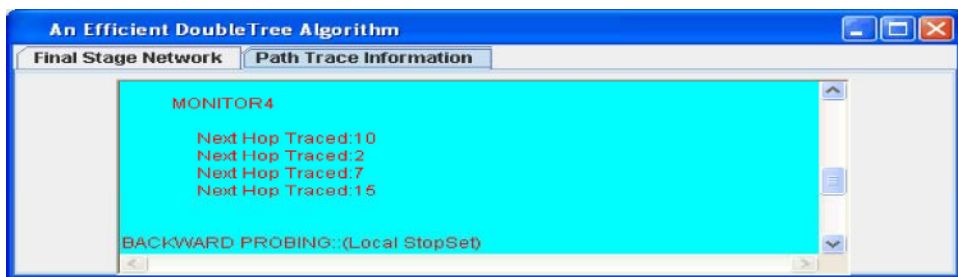 An Efficient DoubleTree Algorithm
Final Stage Network Path Trace Information
MONITOR4
Next Hop Traced:10
Next Hop Traced:2
Next Hop Traced:7
Next Hop Traced:15
BACKWARD PROBING::(Local StopSet)